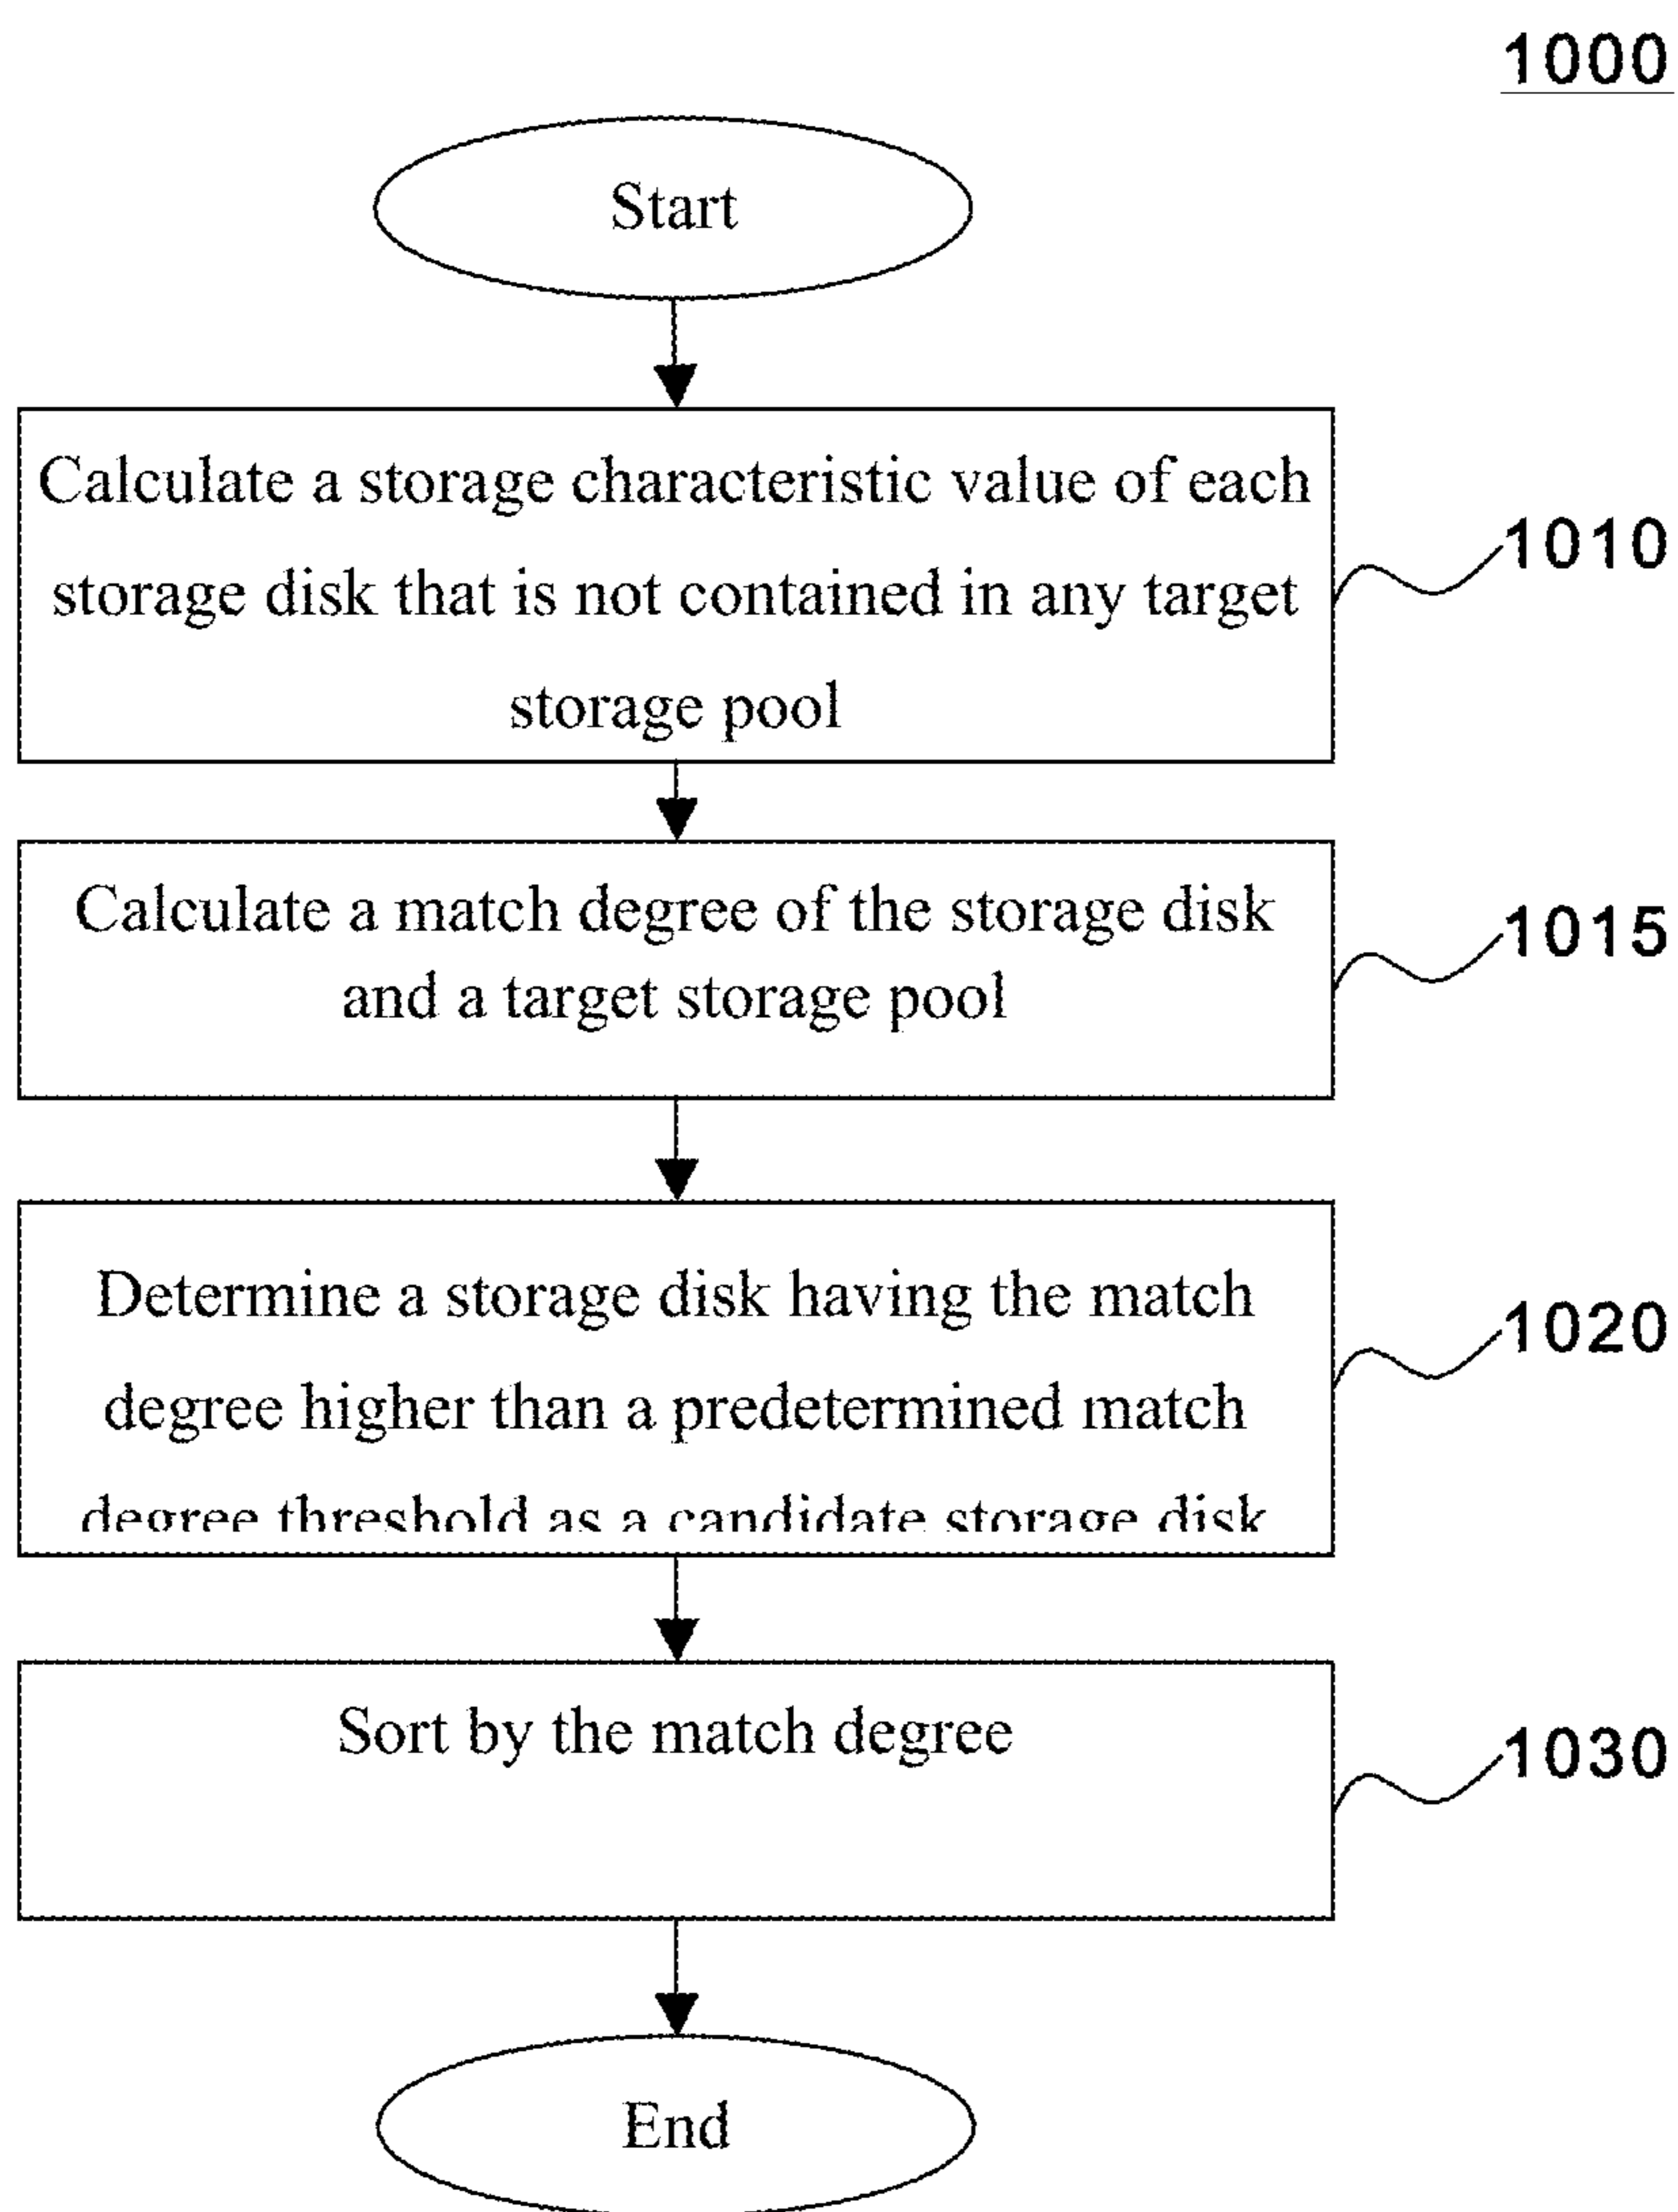 1000
Start
Calculate a storage characteristic value of each
storage disk that is not contained in any target
storage pool
1010
Calculate a match degree of the storage disk
and a target storage pool
1015
Determine a storage disk having the match
degree higher than a predetermined match
degree threshold as a candidate storage disk
1020
Sort by the match degree
1030
End